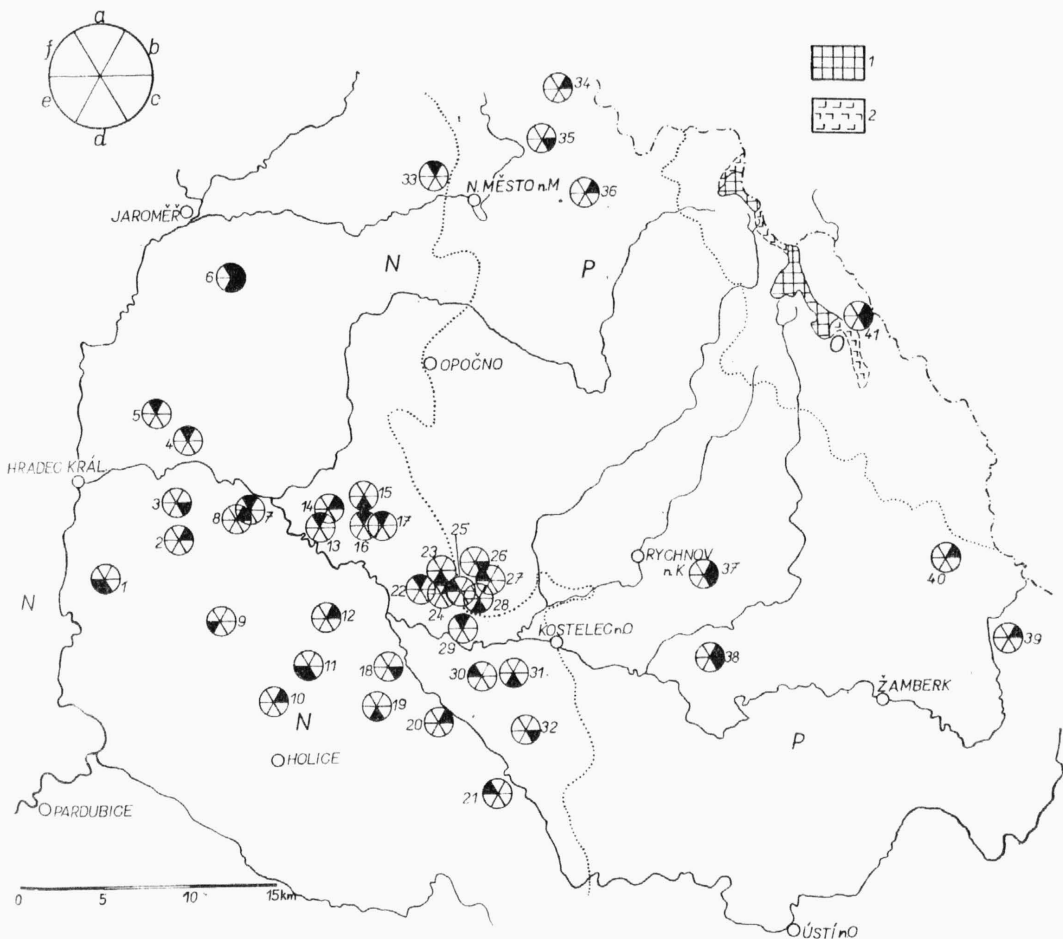 a
f b
e c
d
1
2
34
35
33
N. MĚSTO n.M
36
JAROMĚŘ
N
P
6
41
O
OPOČNO
5
4
HRADEC KRÁL.
3
8 7
14 15
13 16 17
2
25
23 26
RYCHNOV
n.K
37
40
1
22 27
24 28
N
9
12
29
KOSTELEC nO
39
11
18
30 31
38
10
19
ŽAMBERK
N
20
32
P
HOLICE
21
PARDUBICE
0 5 10 15km
ÚSTÍ nO